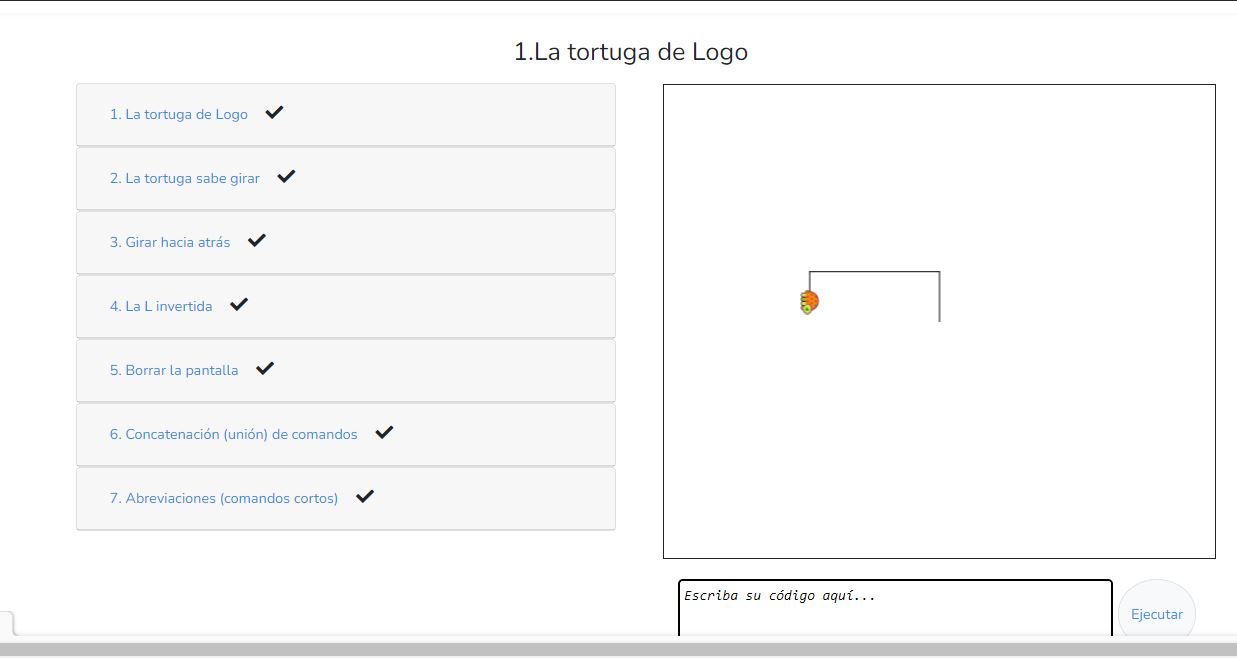 1.La tortuga de Logo
1. La tortuga de Logo
2. La tortuga sabe girar
3. Girar hacia atrás
4. La L invertida
5. Borrar la pantalla
6. Concatenación (unión) de comandos
7. Abreviaciones (comandos cortos)
Escriba su código aquí...
Ejecutar